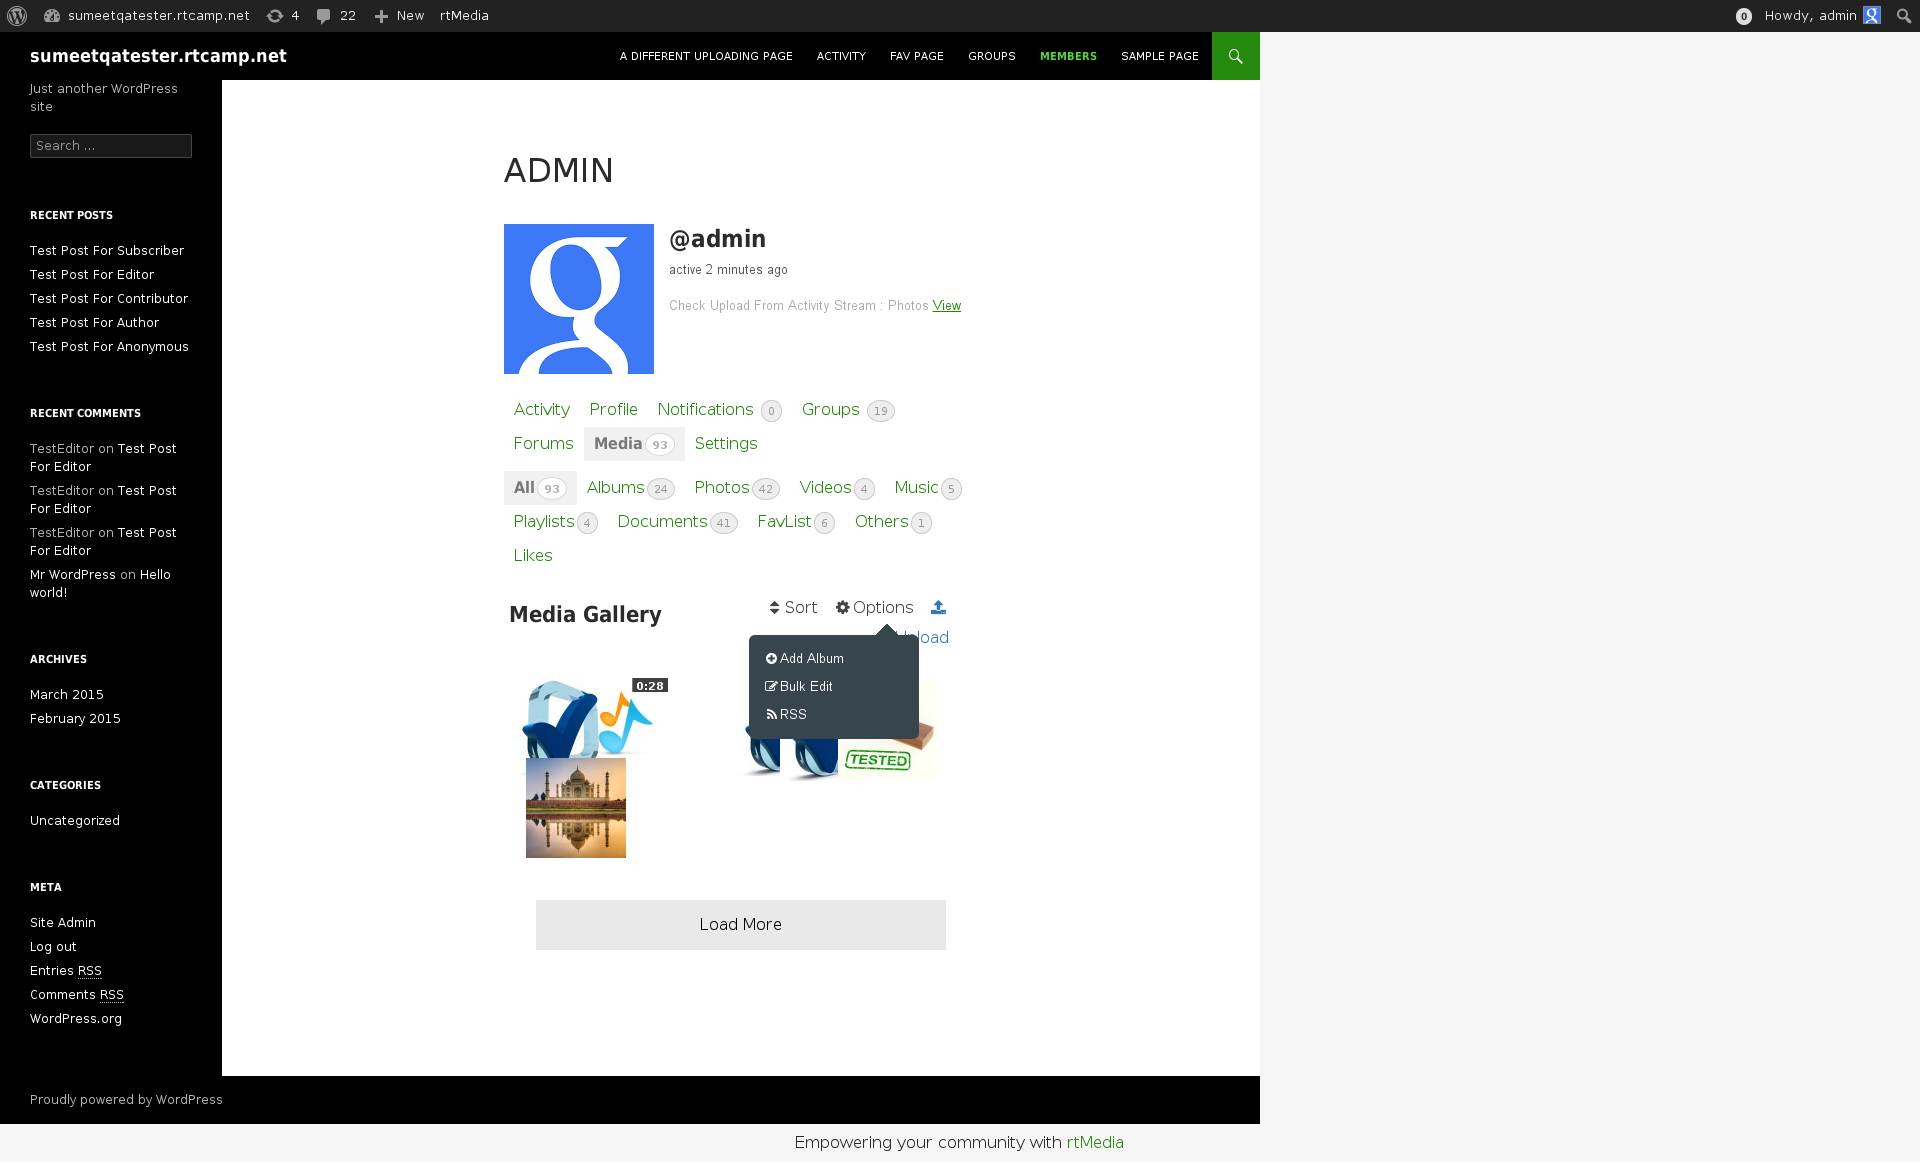 sumeetqatester.rtcamp.net 4 22 New rtMedia 0 Howdy, admin
sumeetqatester.rtcamp.net
A DIFFERENT UPLOADING PAGE ACTIVITY FAV PAGE GROUPS MEMBERS SAMPLE PAGE
Just another WordPress
site
Search ...
RECENT POSTS
Test Post For Subscriber
Test Post For Editor
Test Post For Contributor
Test Post For Author
Test Post For Anonymous
RECENT COMMENTS
TestEditor on Test Post
For Editor
TestEditor on Test Post
For Editor
TestEditor on Test Post
For Editor
Mr WordPress on Hello
world!
ARCHIVES
March 2015
February 2015
CATEGORIES
Uncategorized
META
Site Admin
Log out
Entries RSS
Comments RSS
WordPress.org
ADMIN
@admin
active 2 minutes ago
Check Upload From Activity Stream : Photos View
Activity Profile Notifications 0 Groups 19
Forums Media 93 Settings
All 93 Albums 24 Photos 42 Videos 4 Music 5
Playlists 4 Documents 41 FavList 6 Others 1
Likes
Media Gallery
Sort Options
Add Album
Bulk Edit
RSS
0:28
TESTED
Load More
Proudly powered by WordPress
Empowering your community with rtMedia